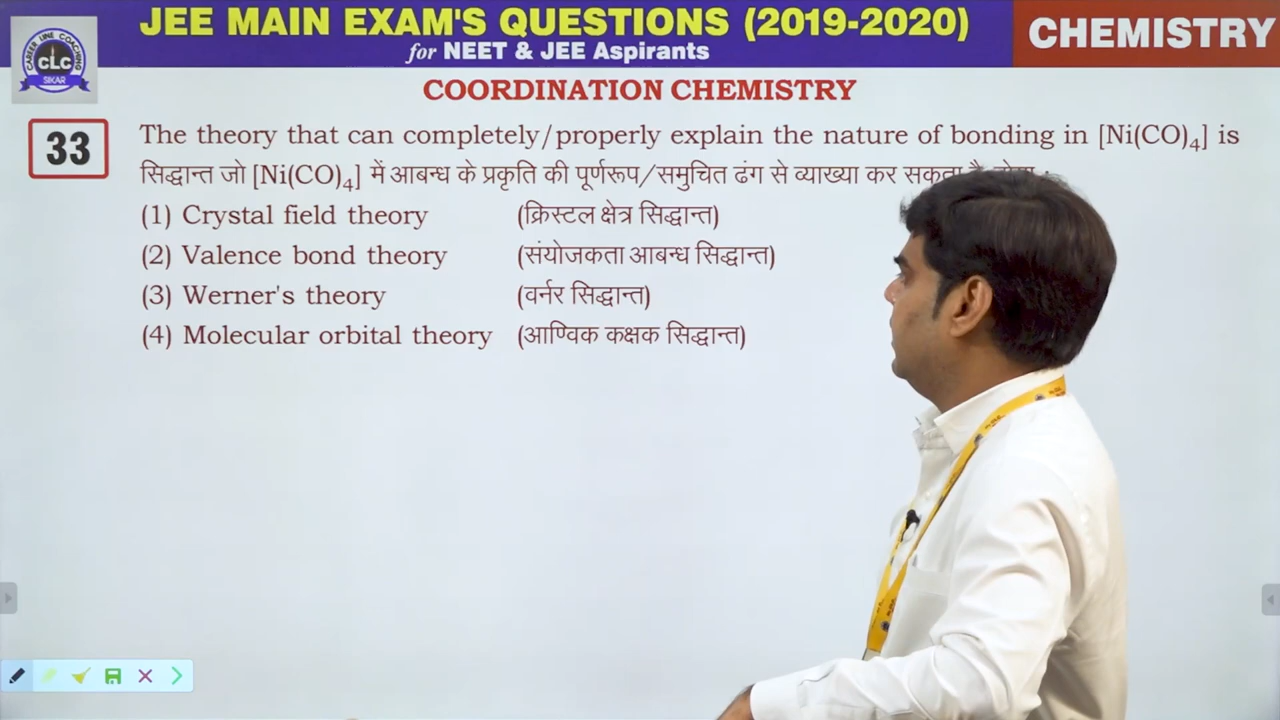 JEE MAIN EXAM'S QUESTIONS (2019-2020)
for NEET & JEE Aspirants
CHEMISTRY
CAREER LINE COACHING
CLC
SIKAR
COORDINATION CHEMISTRY
33
The theory that can completely/properly explain the nature of bonding in [Ni(CO)₄] is
सिद्धान्त जो [Ni(CO)₄] में आबन्ध के प्रकृति की पूर्णरूप/समुचित ढंग से व्याख्या कर सकता
(1) Crystal field theory (क्रिस्टल क्षेत्र सिद्धान्त)
(2) Valence bond theory (संयोजकता आबन्ध सिद्धान्त)
(3) Werner's theory (वर्नर सिद्धान्त)
(4) Molecular orbital theory (आण्विक कक्षक सिद्धान्त)